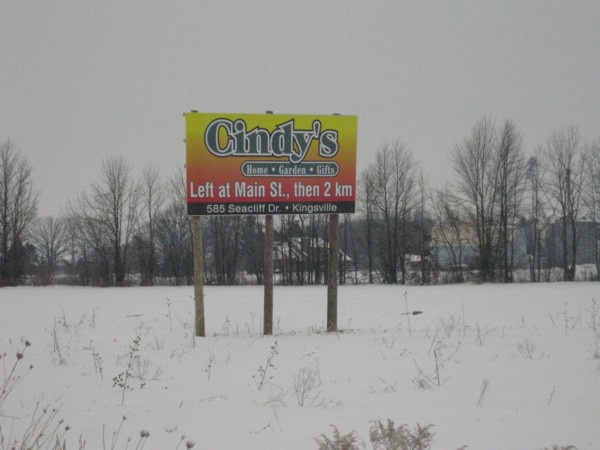 Cindy's
Home • Garden • Gifts
Left at Main St., then 2 km
585 Seacliff Dr. • Kingsville